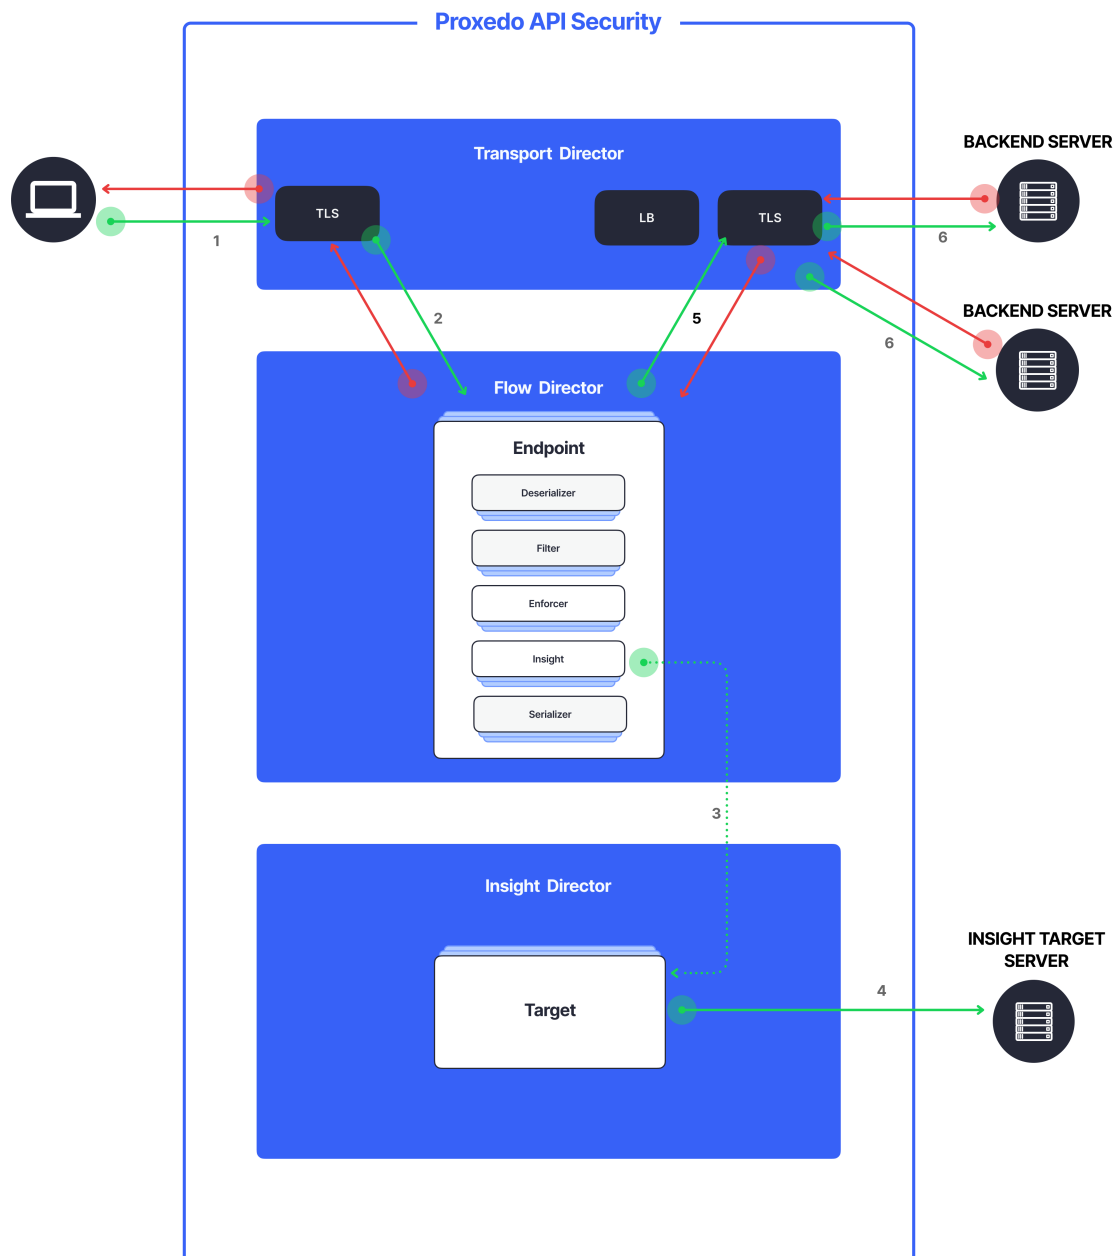 Proxedo API Security
Transport Director
TLS
LB
TLS
BACKEND SERVER
1
6
2
5
BACKEND SERVER
6
Flow Director
Endpoint
Deserializer
Filter
Enforcer
Insight
Serializer
3
Insight Director
Target
INSIGHT TARGET
SERVER
4